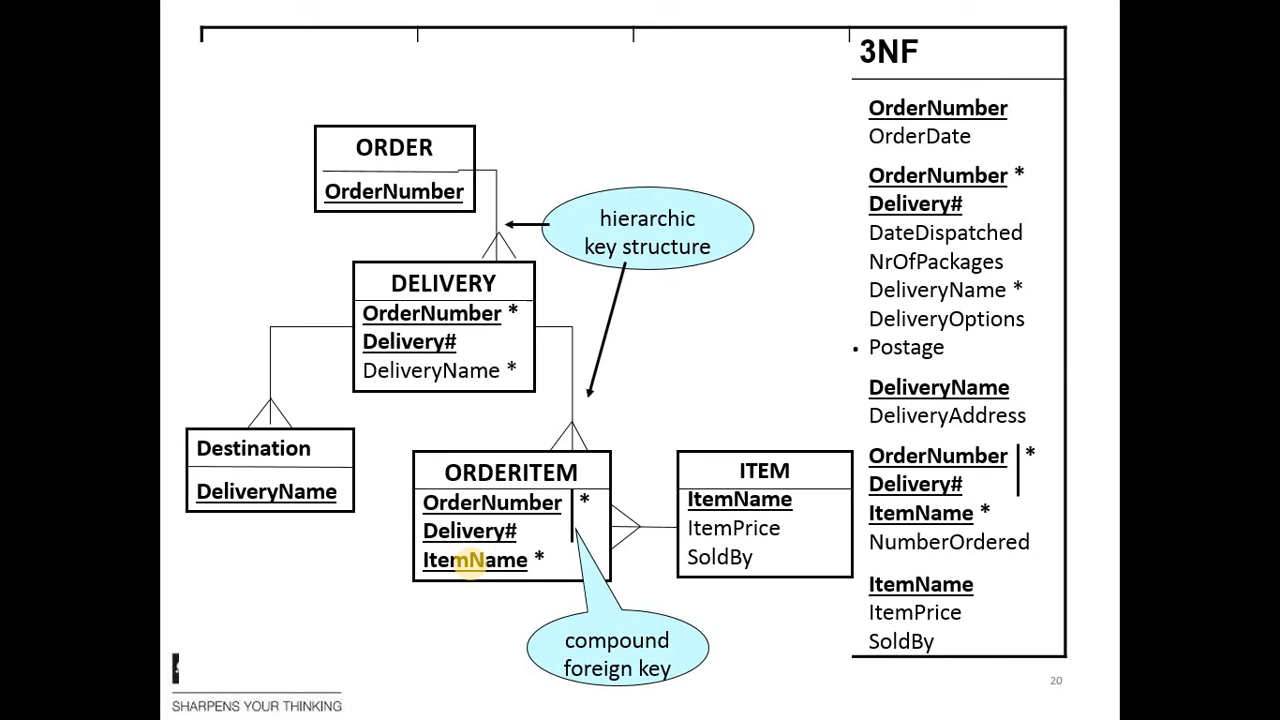 3NF
OrderNumber
OrderDate
OrderNumber *
Delivery#
DateDispatched
NrOfPackages
DeliveryName *
DeliveryOptions
• Postage
DeliveryName
DeliveryAddress
OrderNumber *
Delivery#
ItemName *
NumberOrdered
ItemName
ItemPrice
SoldBy
ORDER
OrderNumber
hierarchic
key structure
DELIVERY
OrderNumber *
Delivery#
DeliveryName *
Destination
DeliveryName
ORDERITEM
OrderNumber *
Delivery#
ItemName *
ITEM
ItemName
ItemPrice
SoldBy
compound
foreign key
SHARPENS YOUR THINKING
20